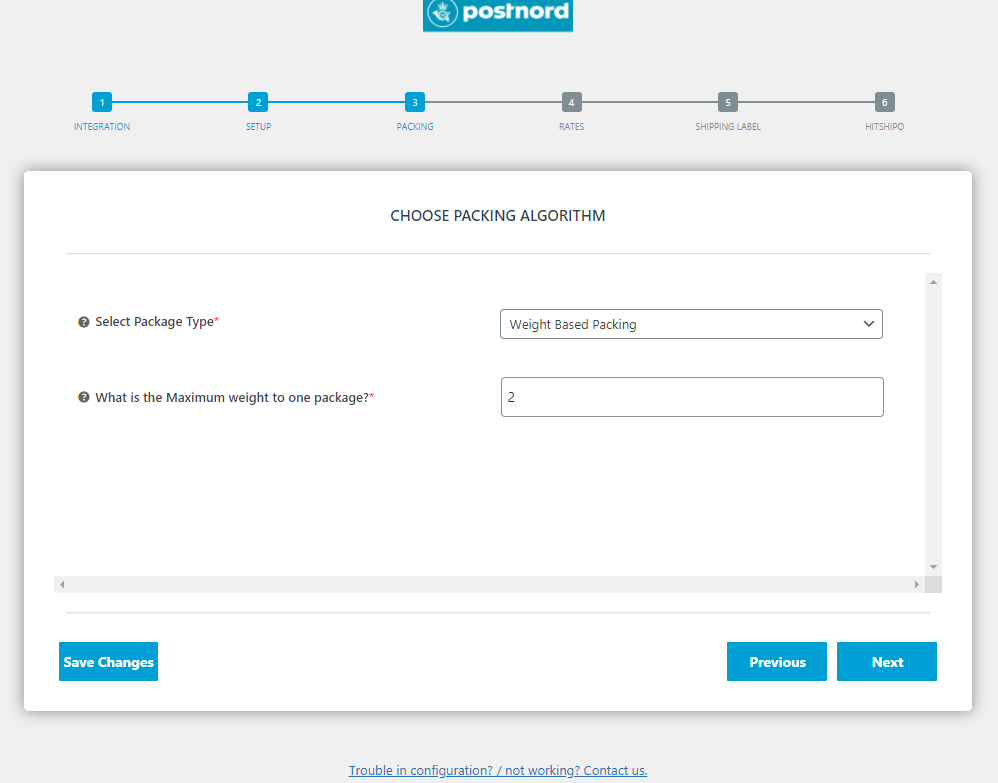 postnord
1 2 3 4 5 6
INTEGRATION SETUP PACKING RATES SHIPPING LABEL HITSHIPO
CHOOSE PACKING ALGORITHM
? Select Package Type* Weight Based Packing
? What is the Maximum weight to one package?* 2
Save Changes Previous Next
Trouble in configuration? / not working? Contact us.